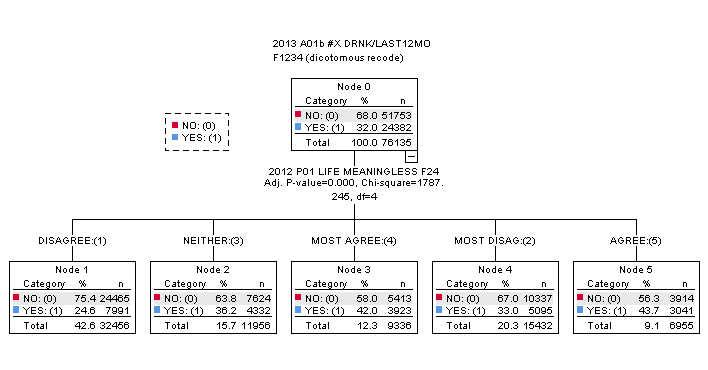 2013 A01b #X DRNK/LAST12MO
F1234 (dicotomous recode)
Node 0
Category % n
NO: (0) 68.0 51753
YES: (1) 32.0 24382
Total 100.0 76135
NO: (0)
YES: (1)
2012 P01 LIFE MEANINGLESS F24
Adj. P-value=0.000, Chi-square=1787.
245, df=4
DISAGREE:(1) NEITHER:(3) MOST AGREE:(4) MOST DISAG:(2) AGREE:(5)
Node 1
Category % n
NO: (0) 75.4 24465
YES: (1) 24.6 7991
Total 42.6 32456
Node 2
Category % n
NO: (0) 63.8 7624
YES: (1) 36.2 4332
Total 15.7 11956
Node 3
Category % n
NO: (0) 58.0 5413
YES: (1) 42.0 3923
Total 12.3 9336
Node 4
Category % n
NO: (0) 67.0 10337
YES: (1) 33.0 5095
Total 20.3 15432
Node 5
Category % n
NO: (0) 56.3 3914
YES: (1) 43.7 3041
Total 9.1 6955